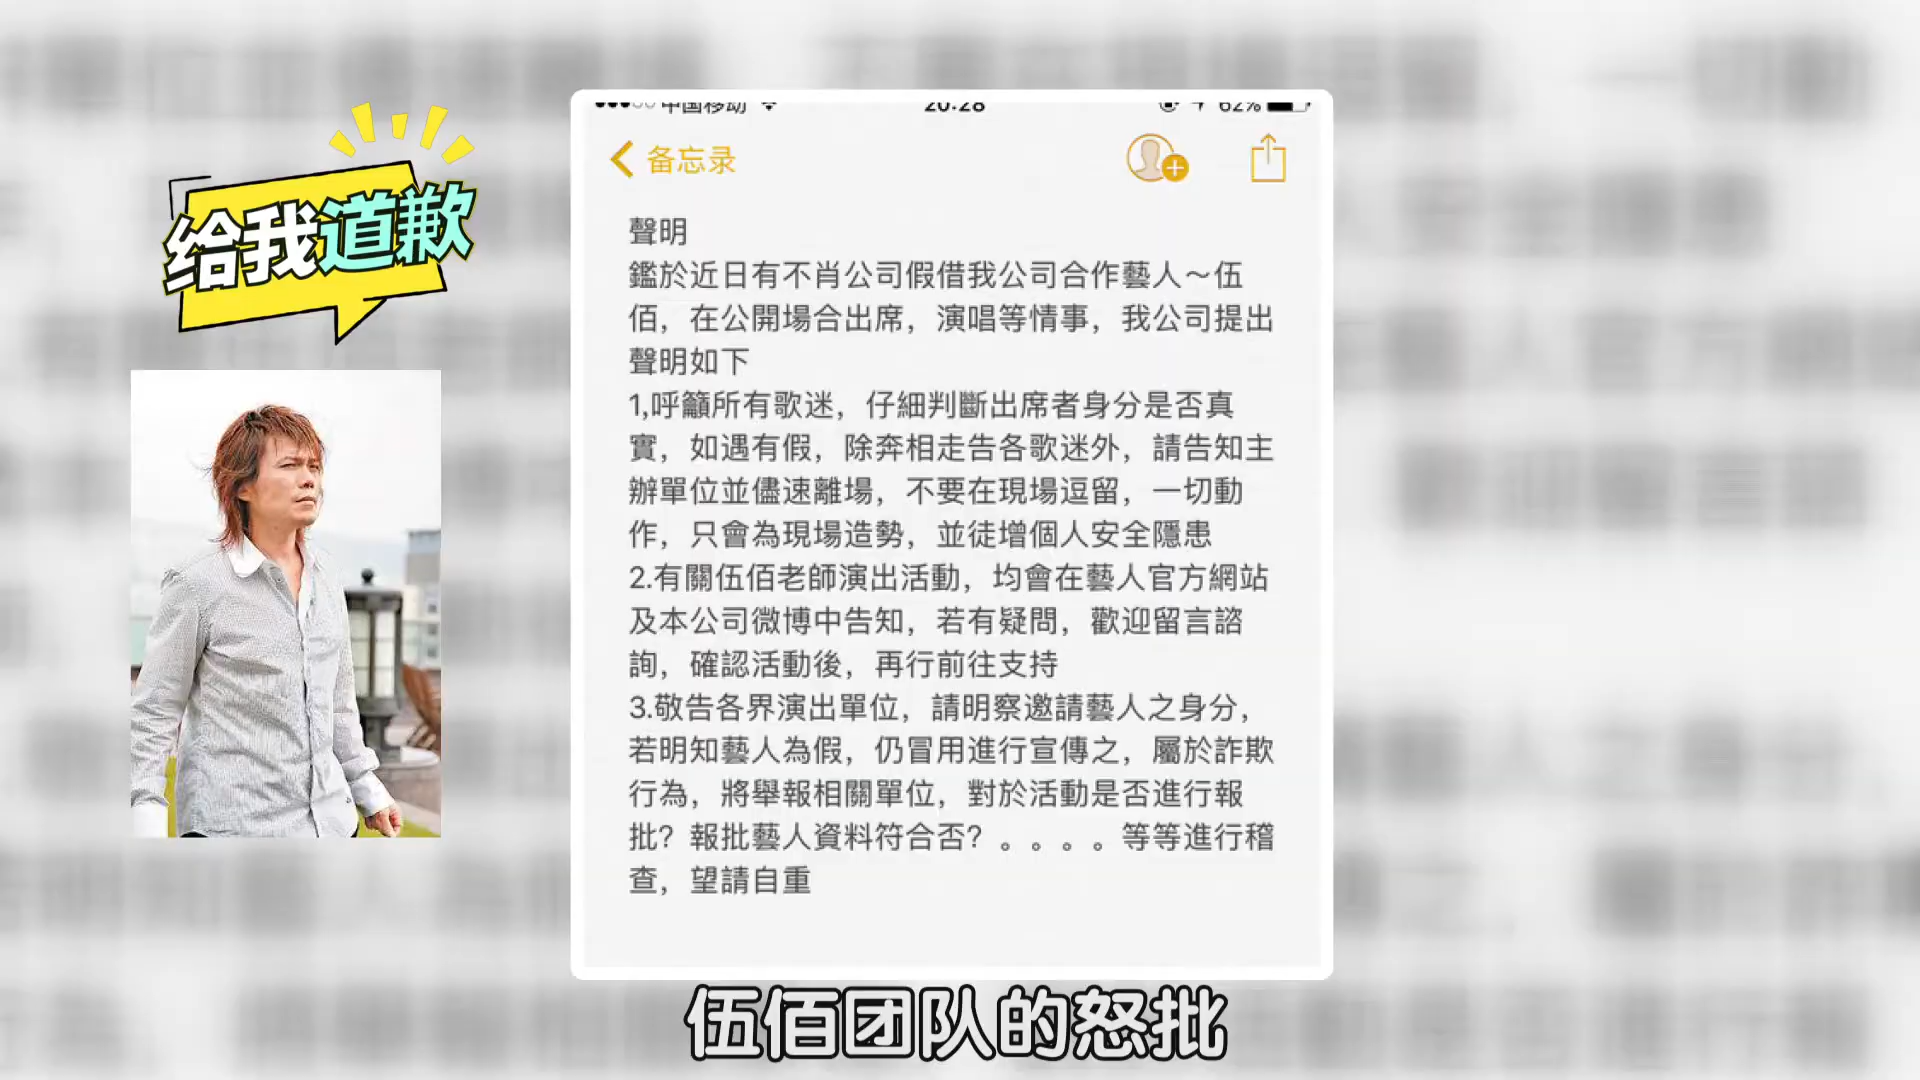 给我道歉
中国移动 20:28 62%
备忘录
聲明
鑑於近日有不肖公司假借我公司合作藝人～伍
佰，在公開場合出席，演唱等情事，我公司提出
聲明如下
1,呼籲所有歌迷，仔細判斷出席者身分是否真
實，如遇有假，除奔相走告各歌迷外，請告知主
辦單位並儘速離場，不要在現場逗留，一切動
作，只會為現場造勢，並徒增個人安全隱患
2.有關伍佰老師演出活動，均會在藝人官方網站
及本公司微博中告知，若有疑問，歡迎留言諮
詢，確認活動後，再行前往支持
3.敬告各界演出單位，請明察邀請藝人之身分，
若明知藝人為假，仍冒用進行宣傳之，屬於詐欺
行為，將舉報相關單位，對於活動是否進行報
批？報批藝人資料符合否？。。。。等等進行稽
查，望請自重
伍佰团队的怒批